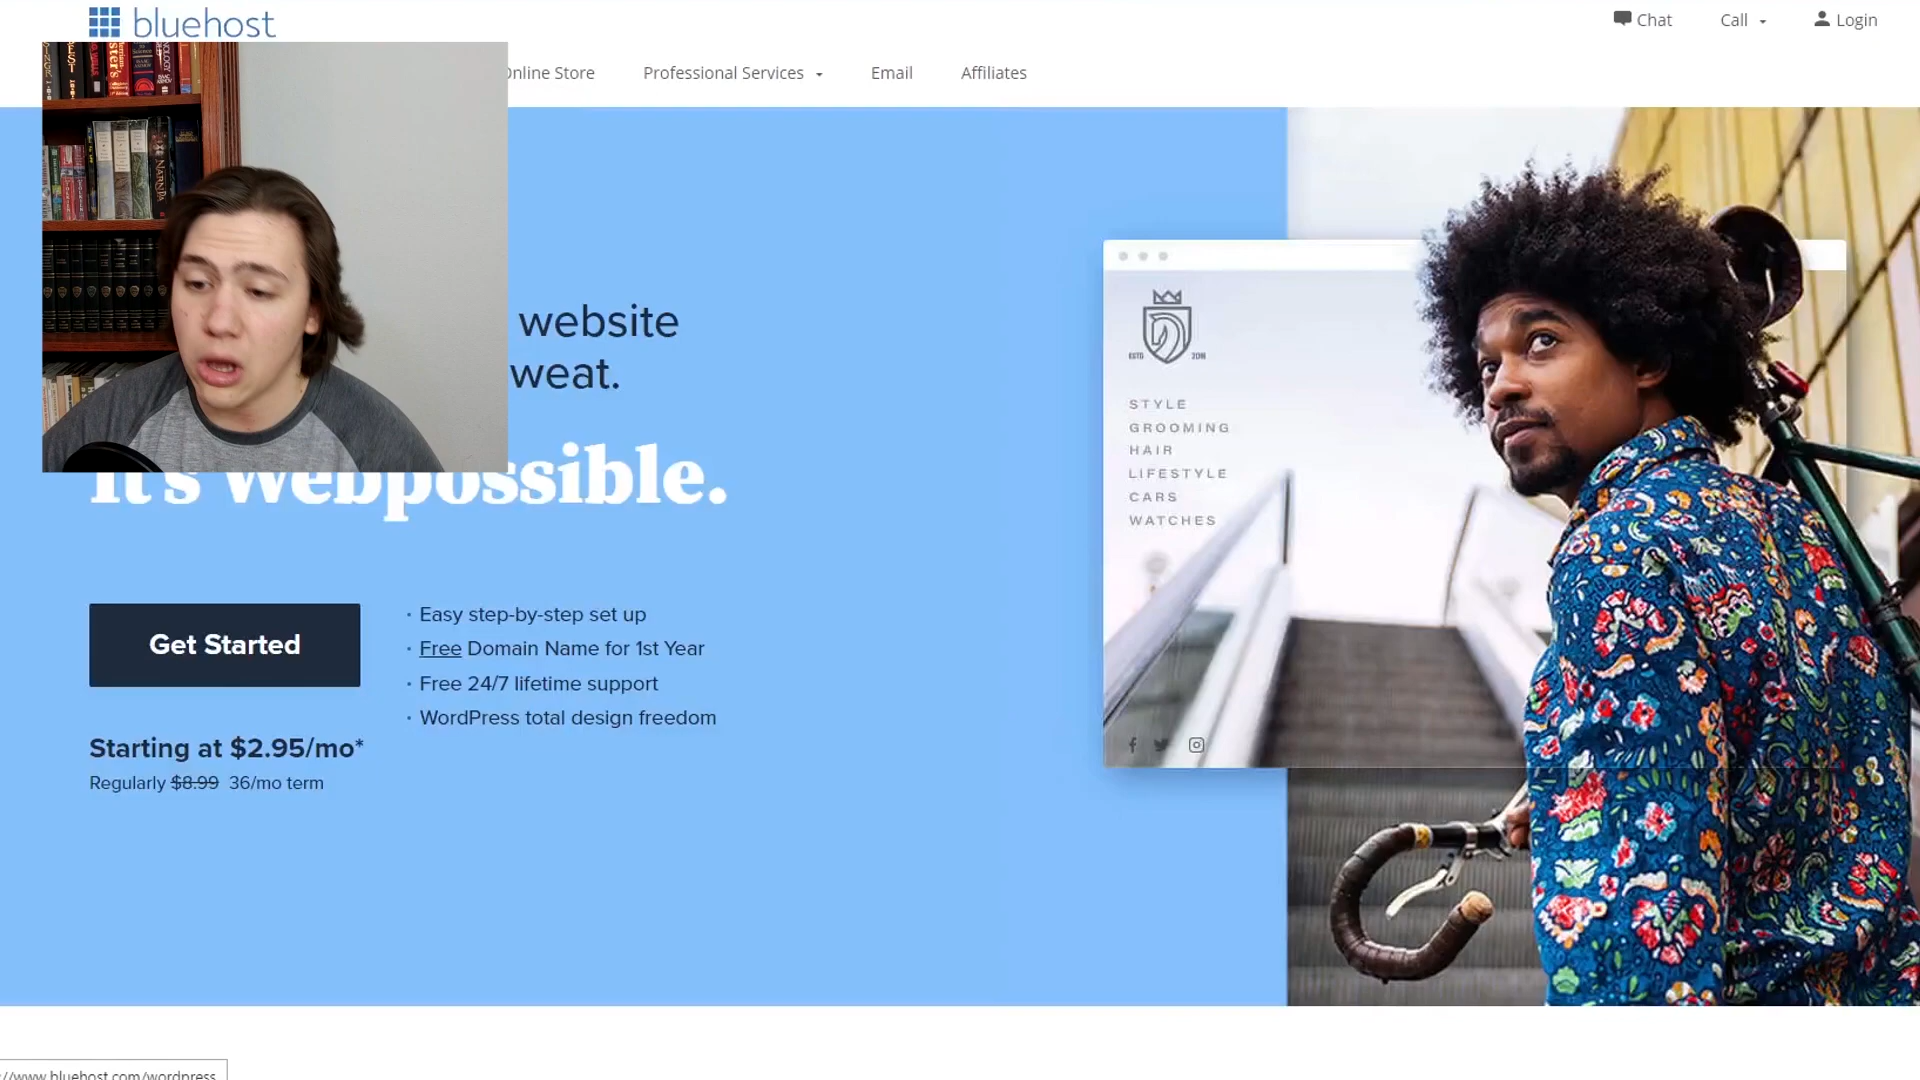 bluehost
Chat
Call
Login
Online Store
Professional Services
Email
Affiliates
NARNIA
website
weat.
It's Webpossible.
Get Started
· Easy step-by-step set up
· Free Domain Name for 1st Year
· Free 24/7 lifetime support
· WordPress total design freedom
Starting at $2.95/mo*
Regularly $8.99 36/mo term
ESTD 2016
STYLE
GROOMING
HAIR
LIFESTYLE
CARS
WATCHES
://www.bluehost.com/wordpress